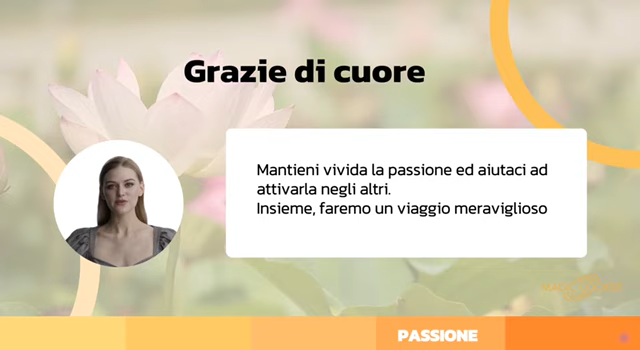 Grazie di cuore
Mantieni vivida la passione ed aiutaci ad
attivarla negli altri.
Insieme, faremo un viaggio meraviglioso
PASSIONE